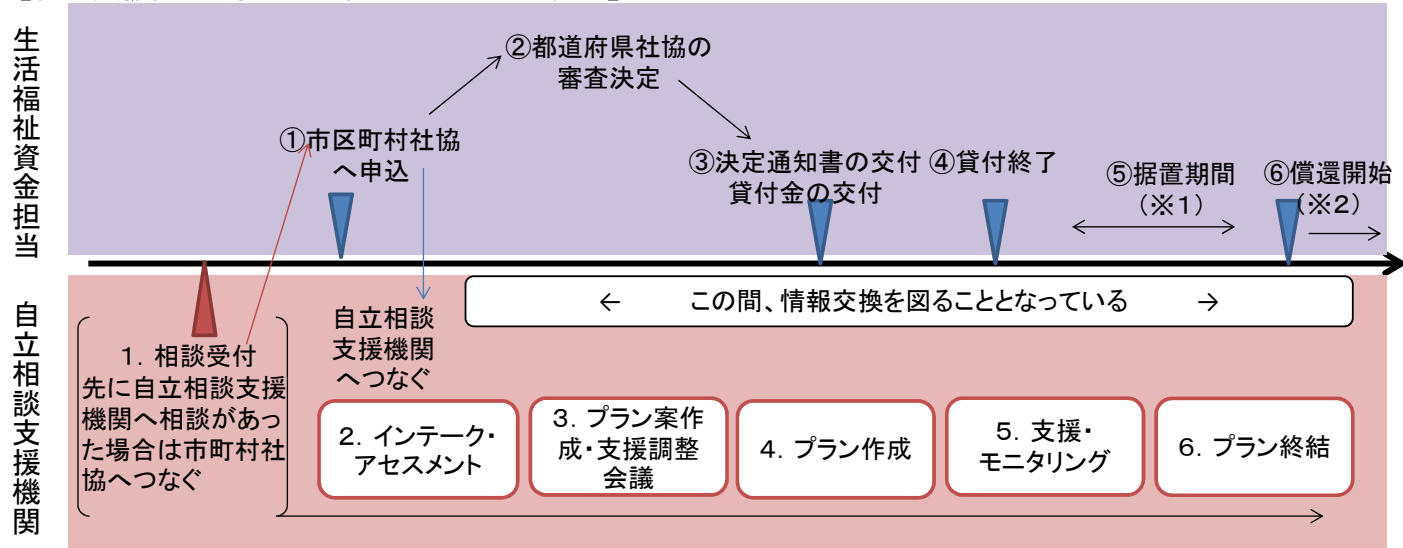 生活福祉資金担当
②都道府県社協の
審査決定
①市区町村社協
へ申込
③決定通知書の交付
貸付金の交付
④貸付終了
⑤据置期間
（※1）
⑥償還開始
（※2）
自立相談支援機関
← この間、情報交換を図ることとなっている →
自立相談
支援機関
へつなぐ
1．相談受付
先に自立相談支援
機関へ相談があっ
た場合は市町村社
協へつなぐ
2．インテーク・
アセスメント
3．プラン案作
成・支援調整
会議
4．プラン作成
5．支援・
モニタリング
6．プラン終結